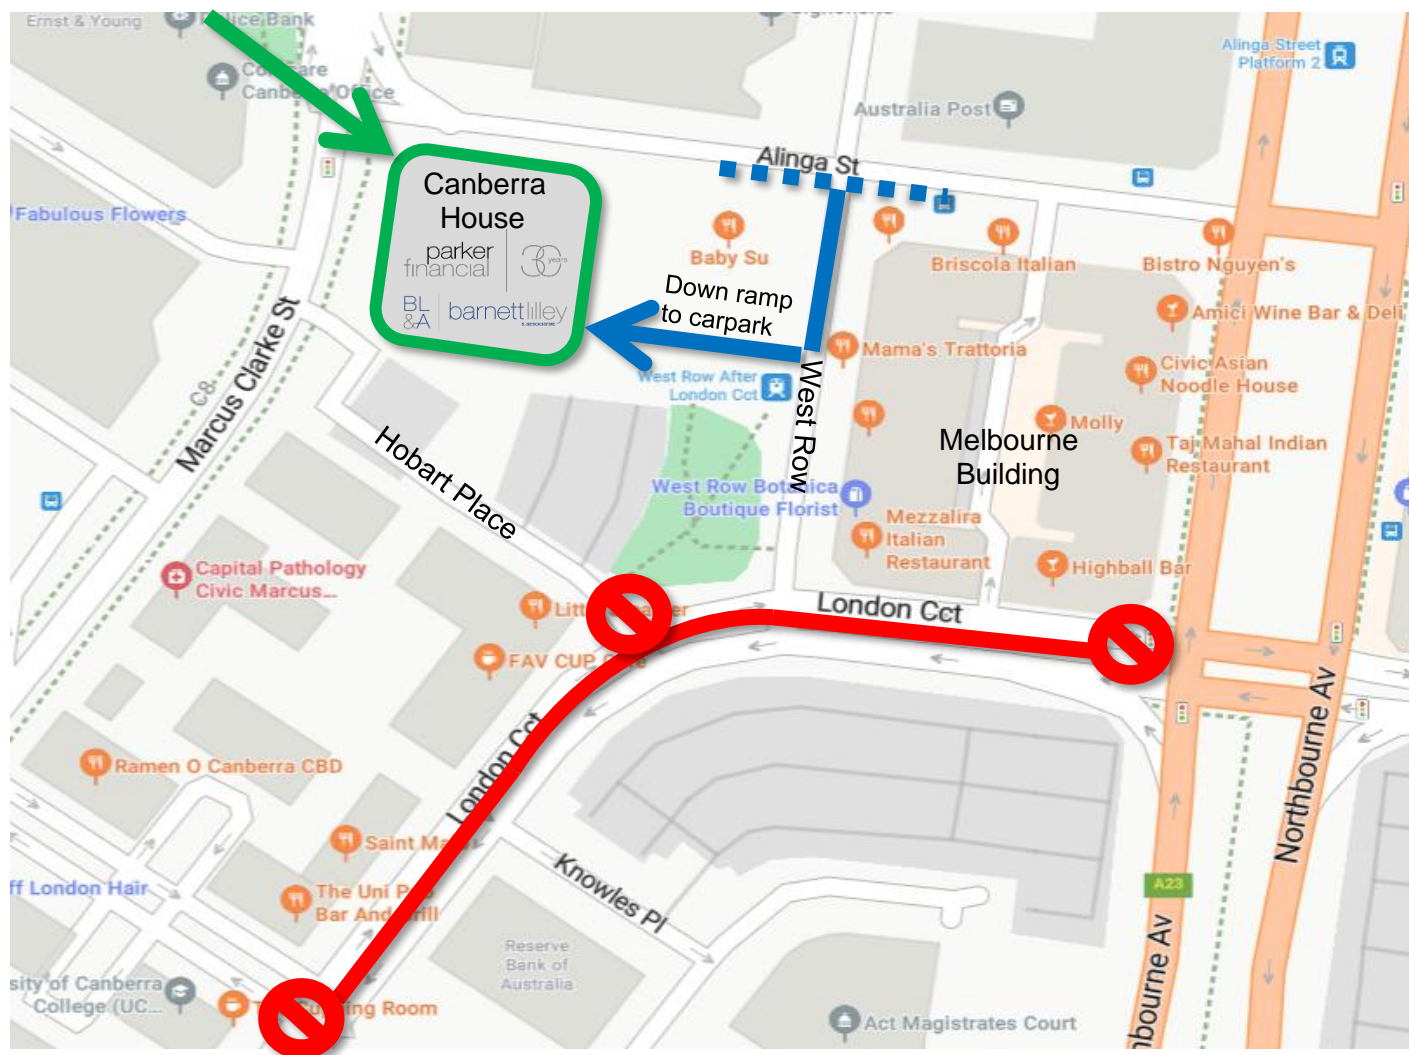 Ernst & Young
Police Bank
Alinga Street
Platform 2
Canberra Office
Australia Post
Alinga St
Canberra
House
parker
financial
30 years
BL
&A
barnettlilley
& associates
Fabulous Flowers
Baby Su
Briscola Italian
Bistro Nguyen's
Down ramp
to carpark
Amici Wine Bar & Deli
Mama's Trattoria
Civic Asian
Noodle House
West Row After
London Cct
West Row
C8
Marcus Clarke St
Molly
Melbourne
Building
Taj Mahal Indian
Restaurant
Hobart Place
West Row Botanica
Boutique Florist
Mezzalira
Italian
Restaurant
Capital Pathology
Civic Marcus...
Highball Bar
London Cct
FAV CUP
London Cct
Northbourne Av
Ramen O Canberra CBD
Saint
ff London Hair
The Uni
Bar And
Knowles Pl
A23
Reserve
Bank of
Australia
sity of Canberra
College (UC...
ing Room
Act Magistrates Court
nbourne Av